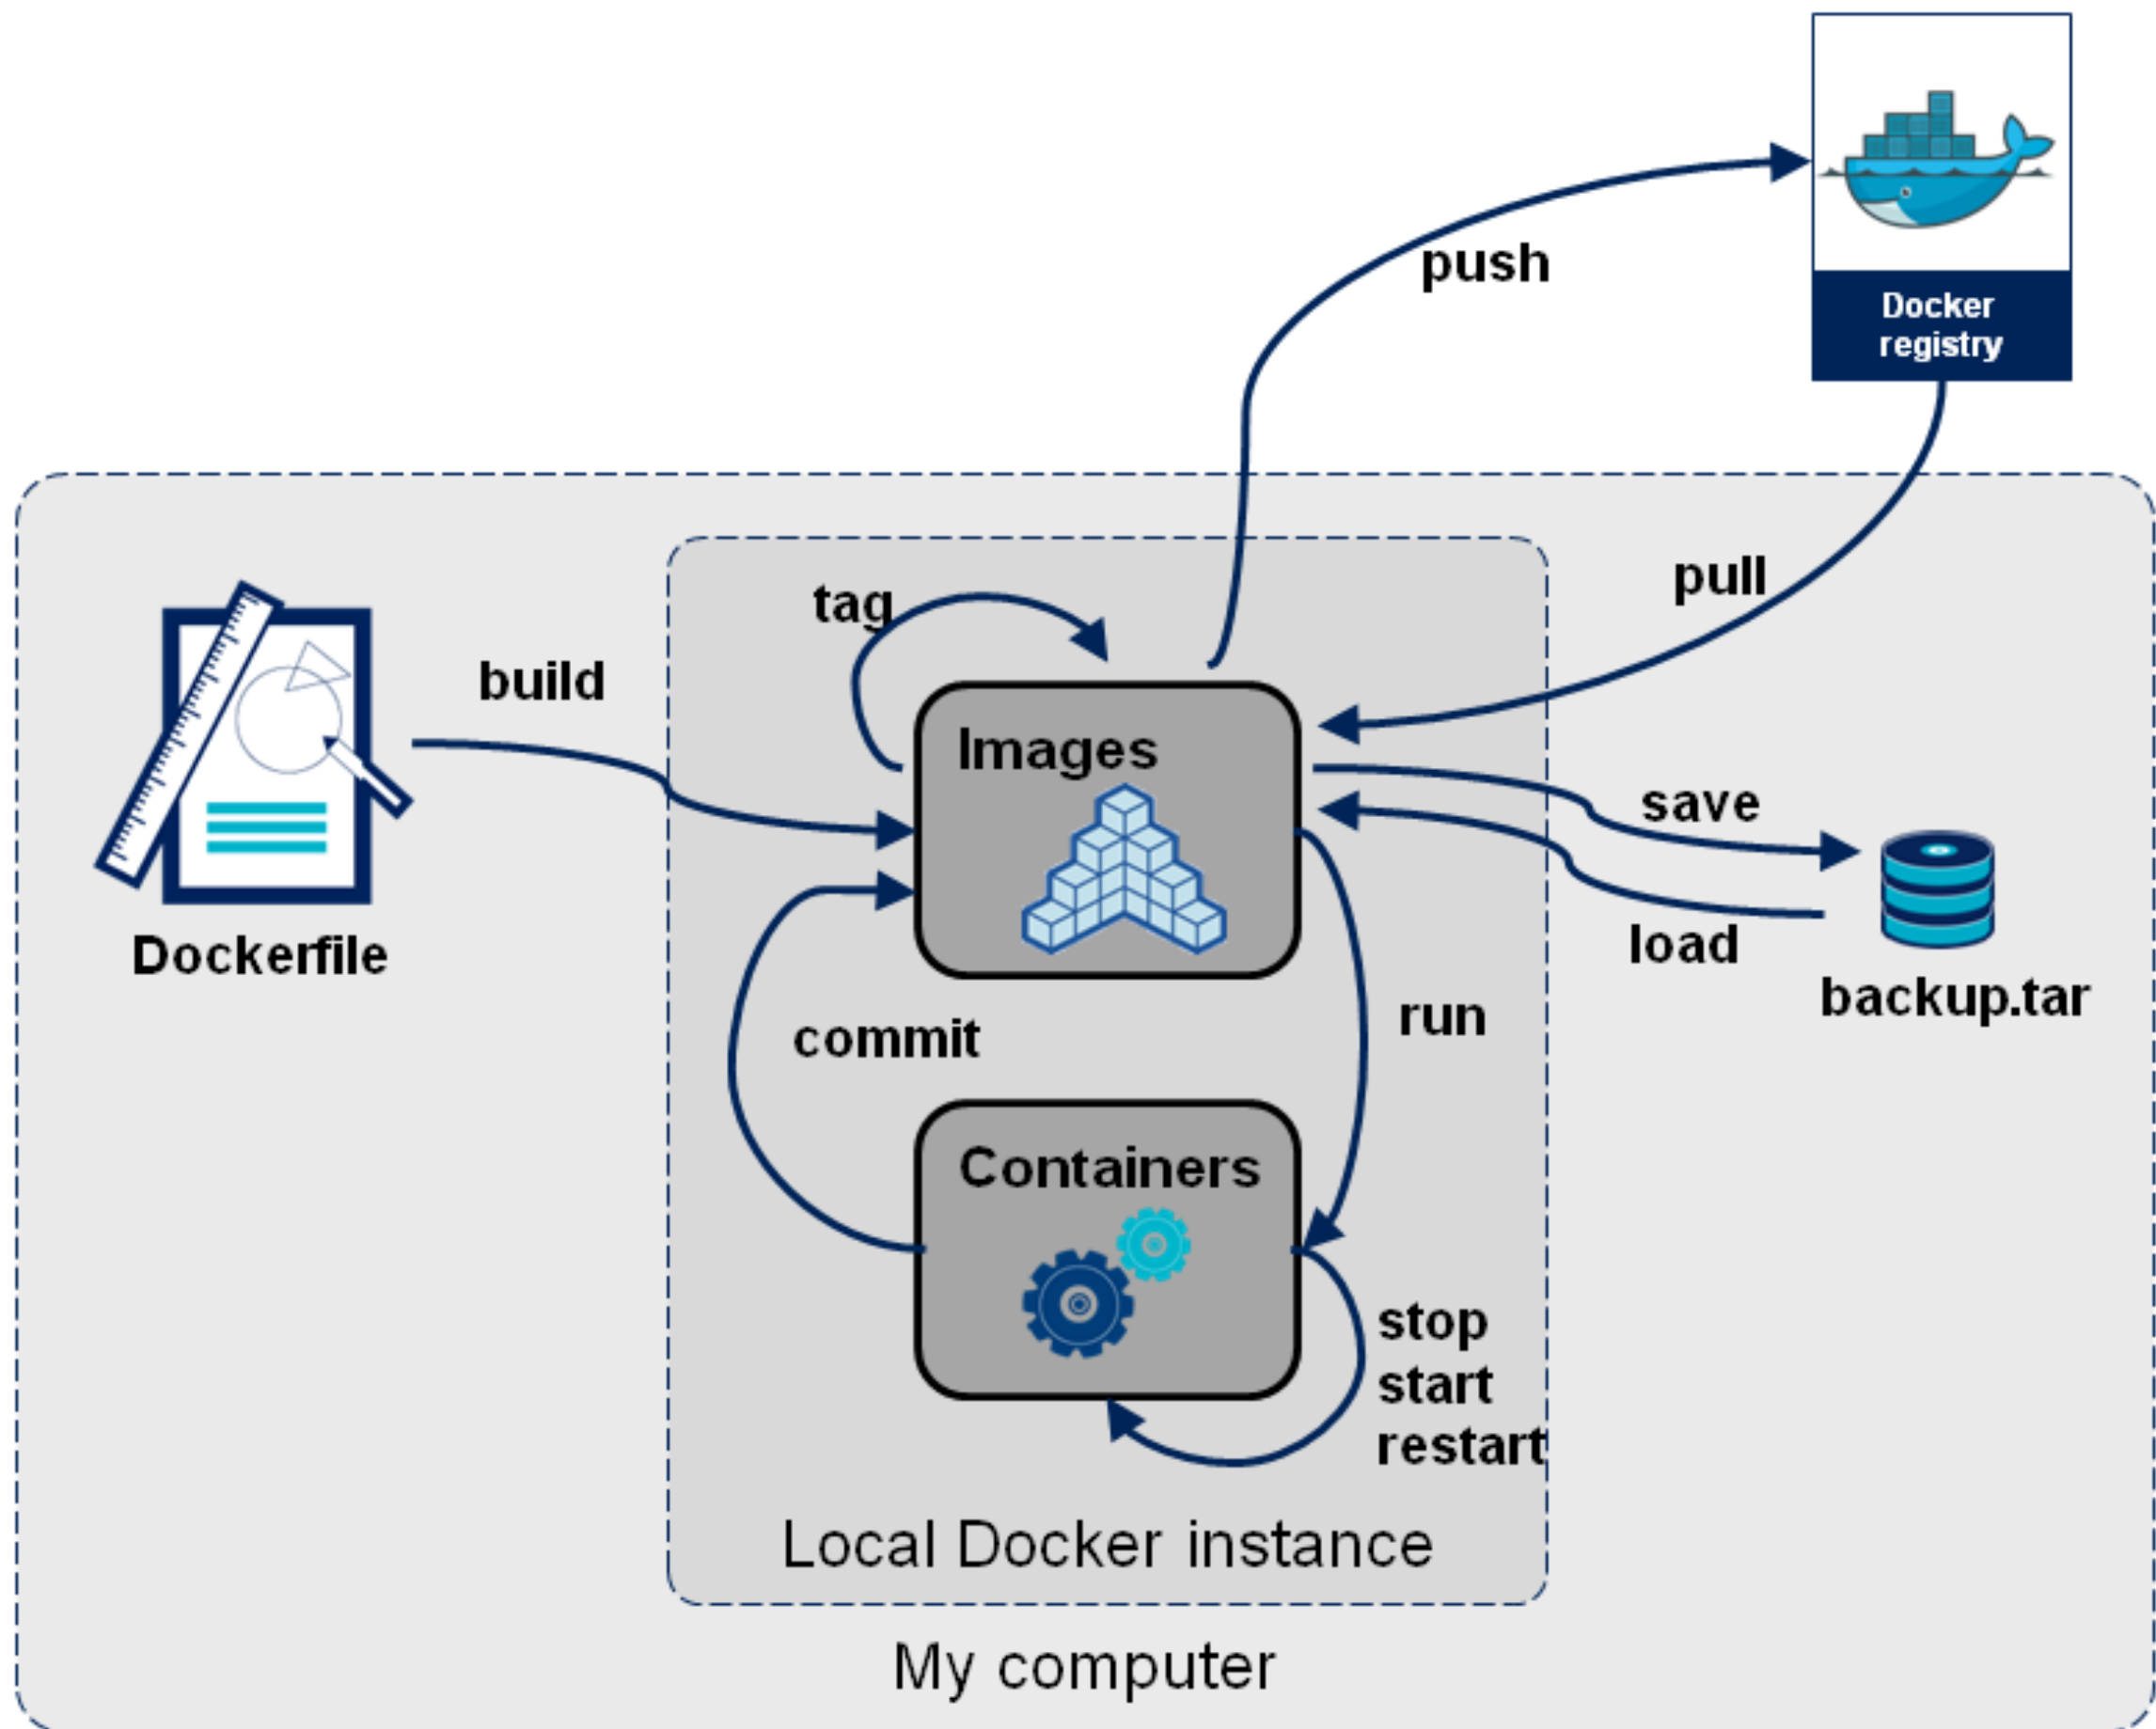 Docker
registry
push
pull
tag
build
Images
save
load
Dockerfile
backup.tar
commit
run
Containers
stop
start
restart
Local Docker instance
My computer